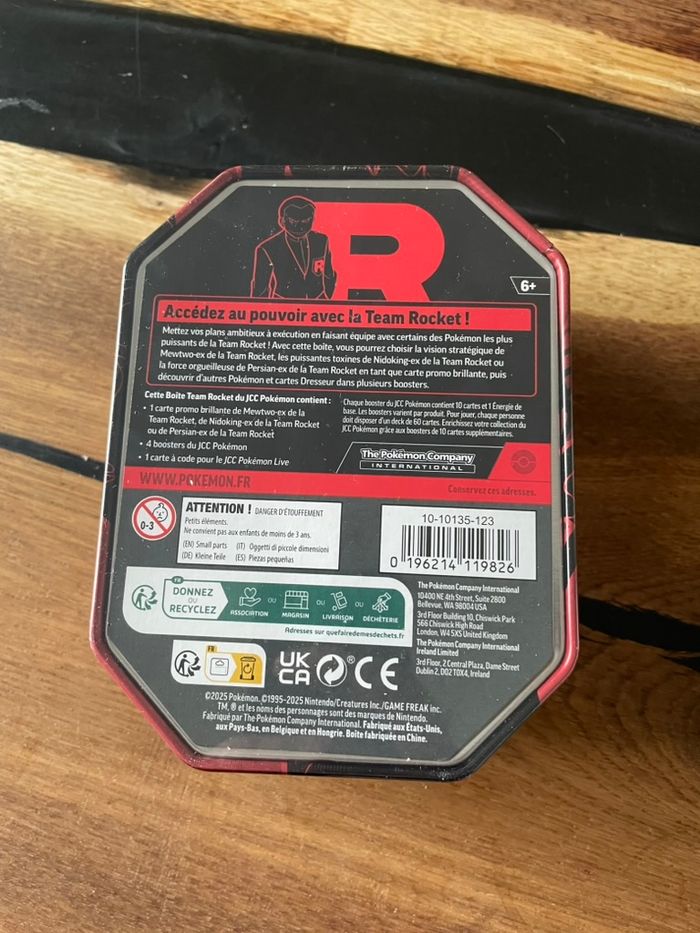 R
R
6+
Accédez au pouvoir avec la Team Rocket !
Mettez vos plans ambitieux à exécution en faisant équipe avec certains des Pokémon les plus
puissants de la Team Rocket ! Avec cette boîte, vous pourrez choisir la vision stratégique de
Mewtwo-ex de la Team Rocket, les puissantes toxines de Nidoking-ex de la Team Rocket ou
la force orgueilleuse de Persian-ex de la Team Rocket en tant que carte promo brillante, puis
découvrir d'autres Pokémon et cartes Dresseur dans plusieurs boosters.
Cette Boîte Team Rocket du JCC Pokémon contient :
• 1 carte promo brillante de Mewtwo-ex de la
Team Rocket, de Nidoking-ex de la Team Rocket
ou de Persian-ex de la Team Rocket
• 4 boosters du JCC Pokémon
• 1 carte à code pour le JCC Pokémon Live
Chaque booster du JCC Pokémon contient 10 cartes et 1 Énergie de
base. Les boosters varient par produit. Pour jouer, chaque personne
doit disposer d'un deck de 60 cartes. Enrichissez votre collection du
JCC Pokémon grâce aux boosters de 10 cartes supplémentaires.
The Pokémon Company
INTERNATIONAL
WWW.POKEMON.FR
Conservez ces adresses.
0-3
ATTENTION ! DANGER D'ÉTOUFFEMENT
Petits éléments.
Ne convient pas aux enfants de moins de 3 ans.
(EN) Small parts (IT) Oggetti di piccole dimensioni
(DE) Kleine Teile (ES) Piezas pequeñas
10-10135-123
0 196214 119826
FR
DONNEZ
OU
RECYCLEZ
ASSOCIATION
OU
MAGASIN
OU
LIVRAISON
OU
DÉCHÈTERIE
Adresses sur quefairedemesdechets.fr
The Pokémon Company International
10400 NE 4th Street, Suite 2800
Bellevue, WA 98004 USA
3rd Floor Building 10, Chiswick Park
566 Chiswick High Road
London, W4 5XS United Kingdom
The Pokémon Company International
Ireland Limited
3rd Floor, 2 Central Plaza, Dame Street
Dublin 2, D02 T0X4, Ireland
FR
UK
CA
®
CE
©2025 Pokémon. ©1995-2025 Nintendo/Creatures Inc./GAME FREAK inc.
TM, ® et les noms des personnages sont des marques de Nintendo.
Fabriqué par The Pokémon Company International. Fabriqué aux États-Unis,
aux Pays-Bas, en Belgique et en Hongrie. Boîte fabriquée en Chine.